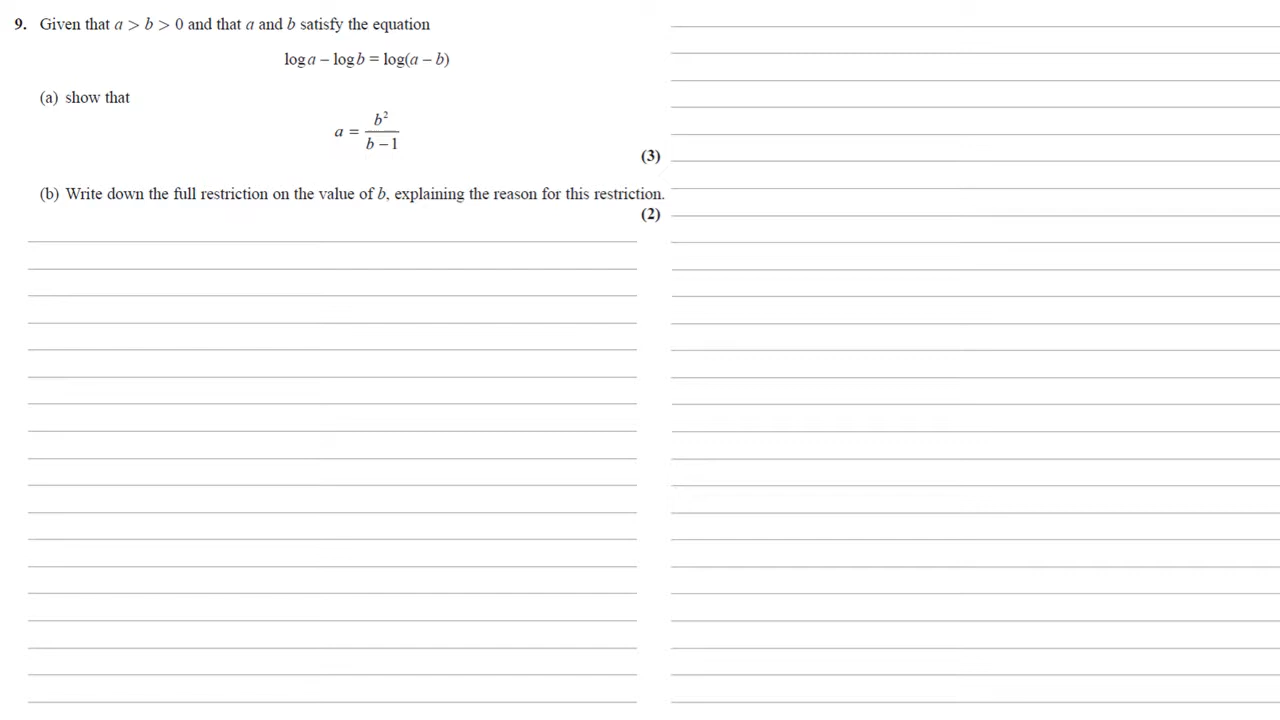 9. Given that a > b > 0 and that a and b satisfy the equation
log a – log b = log(a – b)
(a) show that
a = b²/(b – 1)
(3)
(b) Write down the full restriction on the value of b, explaining the reason for this restriction.
(2)